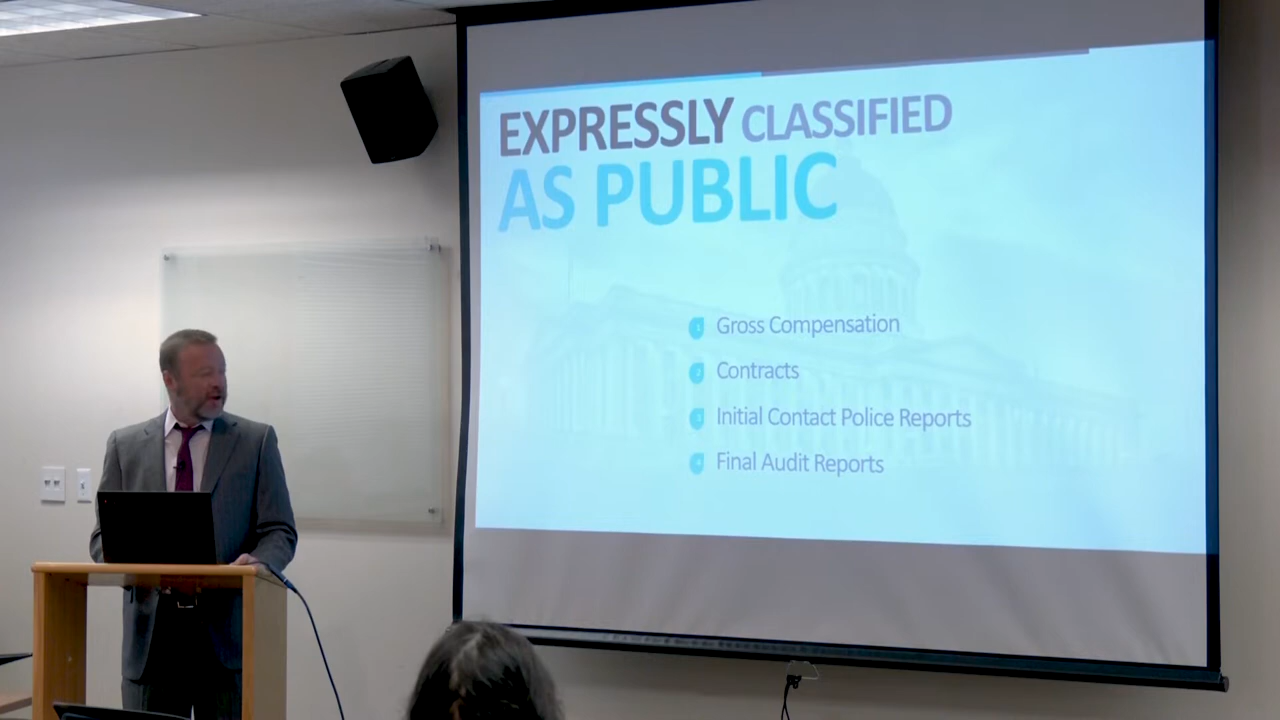 EXPRESSLY CLASSIFIED
AS PUBLIC
Gross Compensation
Contracts
Initial Contact Police Reports
Final Audit Reports